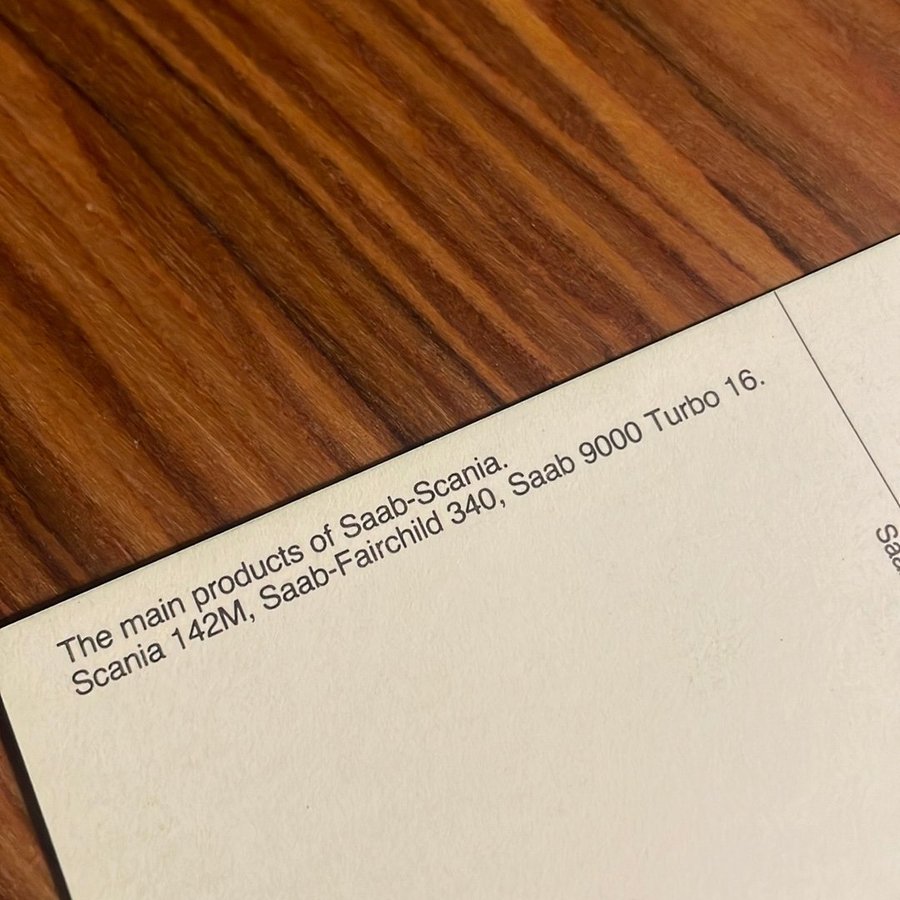 The main products of Saab-Scania.
Scania 142M, Saab-Fairchild 340, Saab 9000 Turbo 16.